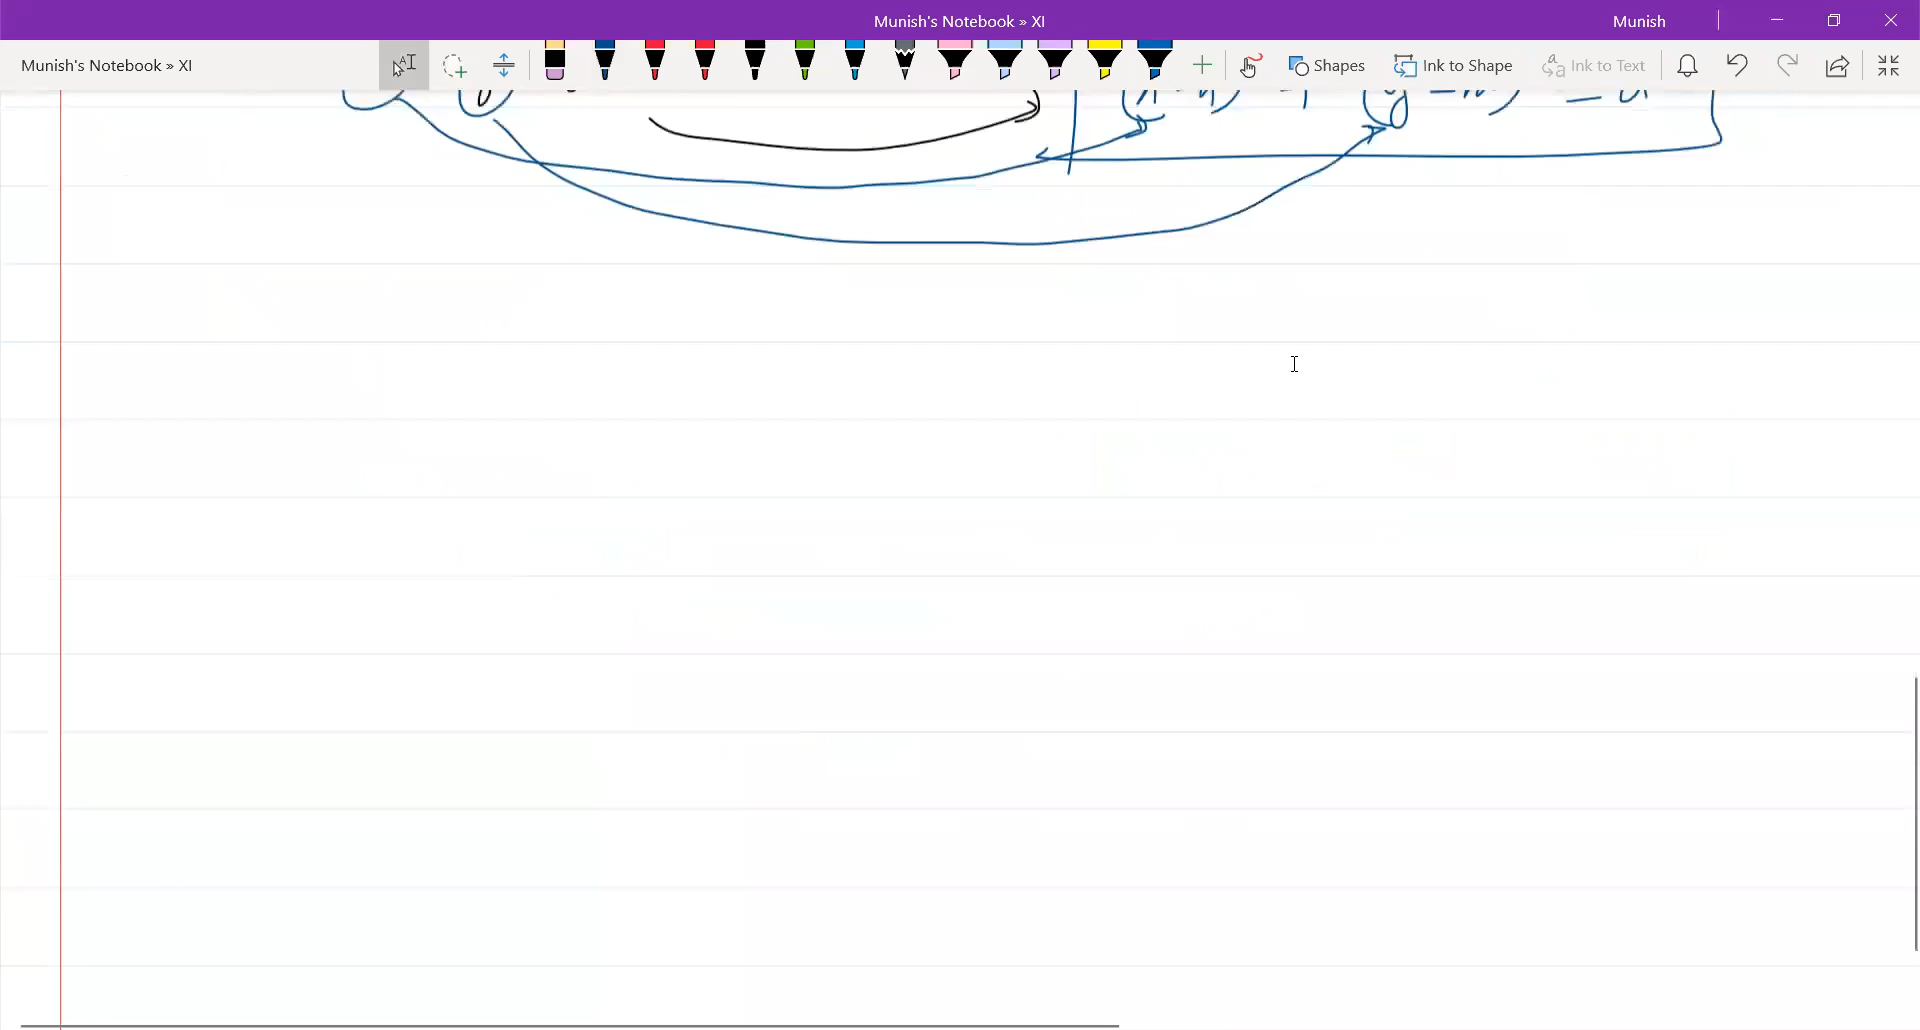 Munish's Notebook » XI
Munish
Munish's Notebook » XI
Shapes
Ink to Shape
Ink to Text